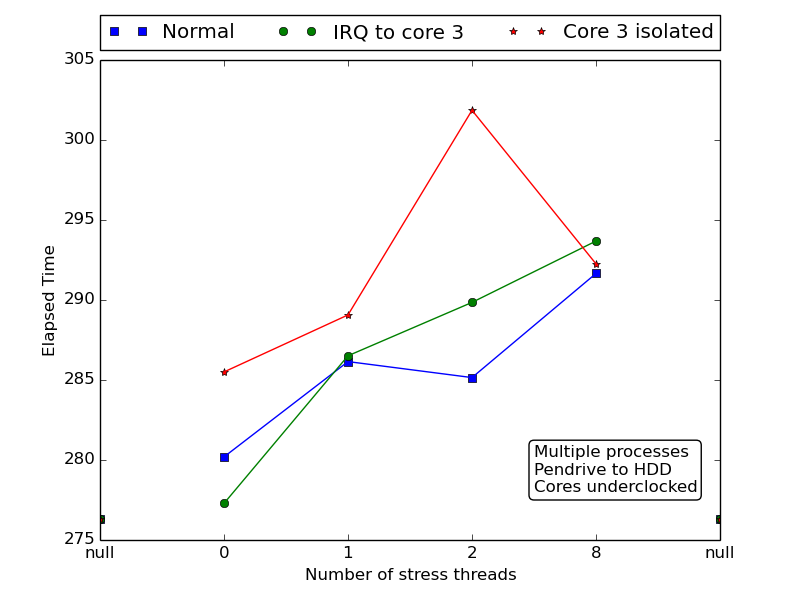 Normal IRQ to core 3 Core 3 isolated
305
300
295
290
285
280
275
Elapsed Time
Multiple processes
Pendrive to HDD
Cores underclocked
null 0 1 2 8 null
Number of stress threads